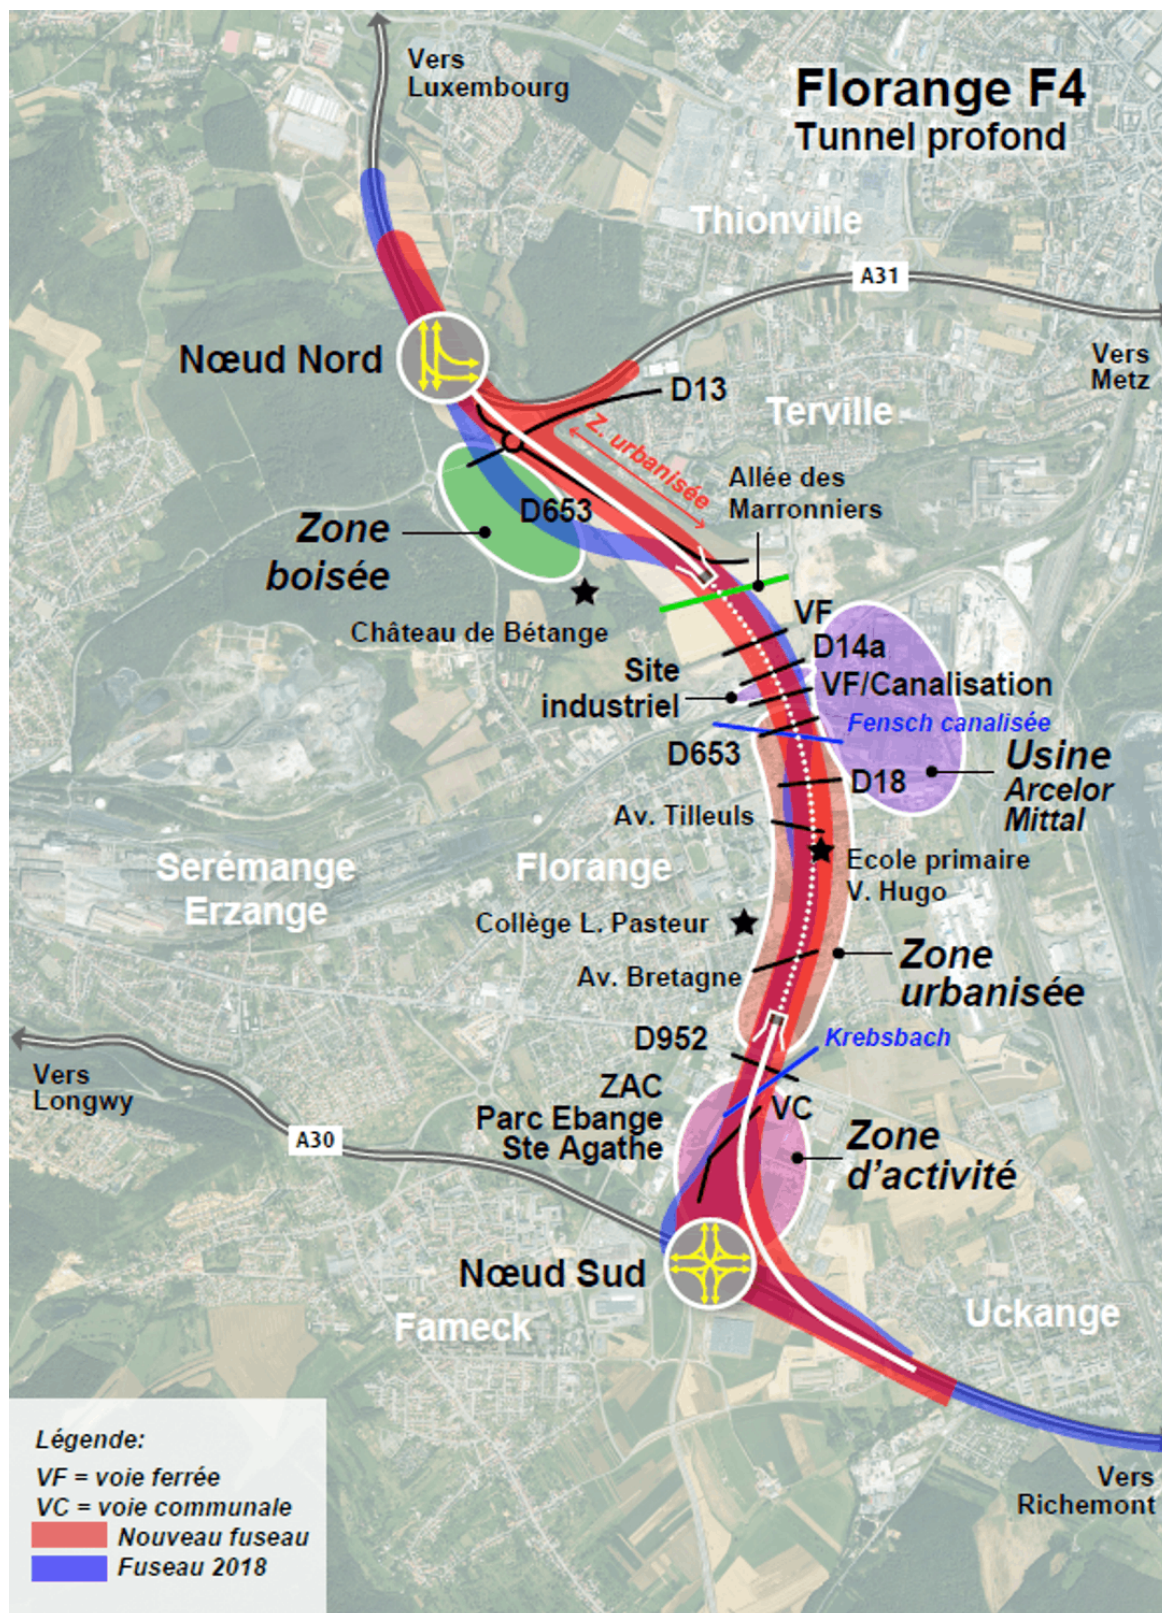 Vers
Luxembourg
Florange F4
Tunnel profond
Thionville
A31
Vers
Metz
Nœud Nord
D13
Terville
Z. urbanisée
Allée des
Marronniers
D653
Zone
boisée
Château de Bétange
VF
D14a
Site
industriel
VF/Canalisation
Fensch canalisée
D653
Usine
Arcelor
Mittal
D18
Av. Tilleuls
Serémange
Erzange
Florange
Ecole primaire
V. Hugo
Collège L. Pasteur
Zone
urbanisée
Av. Bretagne
D952
Krebsbach
Vers
Longwy
ZAC
Parc Ebange
Ste Agathe
VC
A30
Zone
d'activité
Nœud Sud
Fameck
Uckange
Légende:
VF = voie ferrée
VC = voie communale
Nouveau fuseau
Fuseau 2018
Vers
Richemont